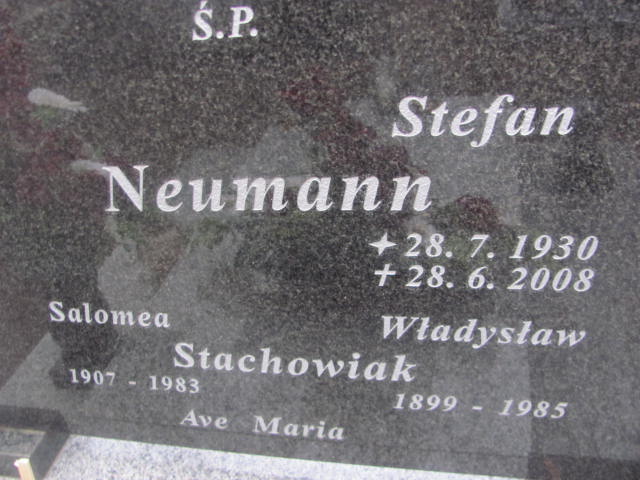 Ś.P.
Stefan
Neumann
✦ 28. 7. 1930
✝ 28. 6. 2008
Salomea Władysław
Stachowiak
1907 - 1983 1899 - 1985
Ave Maria